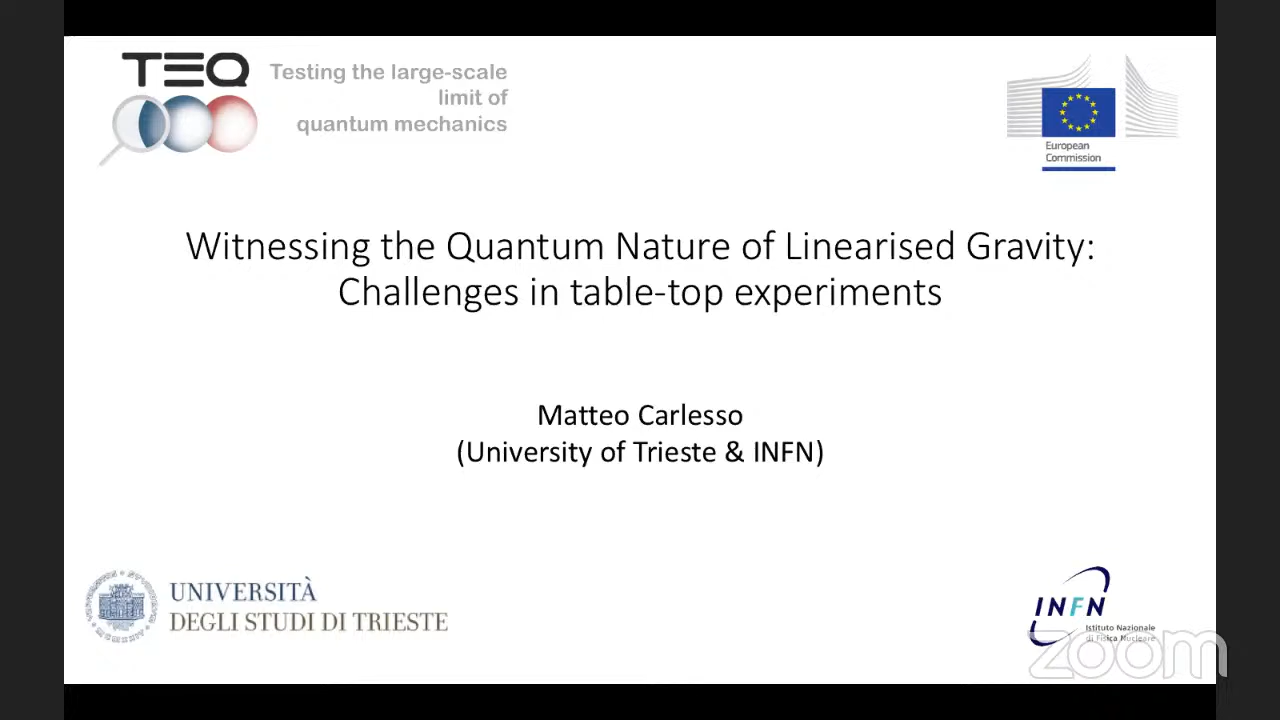 TEQ
Testing the large-scale
limit of
quantum mechanics
European
Commission
Witnessing the Quantum Nature of Linearised Gravity:
Challenges in table-top experiments
Matteo Carlesso
(University of Trieste & INFN)
UNIVERSITÀ
DEGLI STUDI DI TRIESTE
INFN
Istituto Nazionale
di Fisica Nucleare
zoom